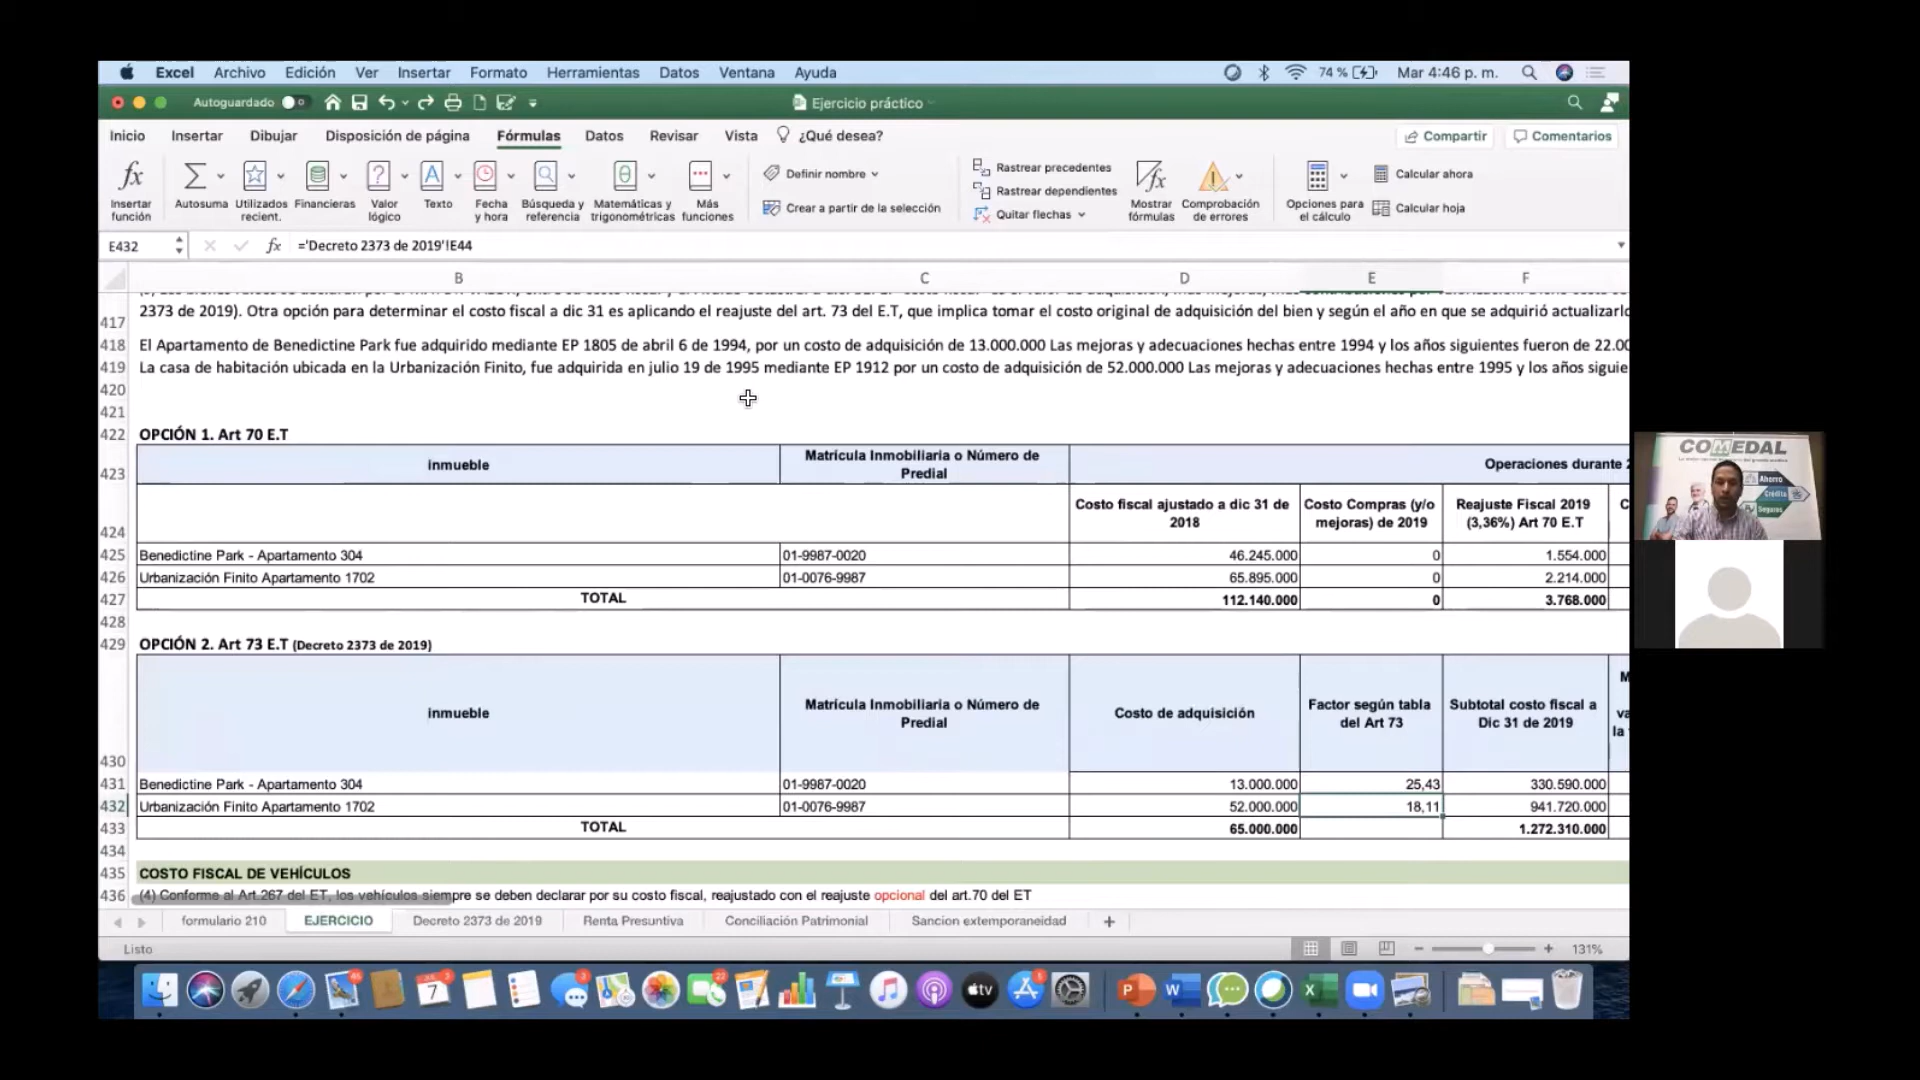 Excel Archivo Edición Ver Insertar Formato Herramientas Datos Ventana Ayuda 74 % Mar 4:46 p. m.
Autoguardado Ejercicio práctico
Inicio Insertar Dibujar Disposición de página Fórmulas Datos Revisar Vista ¿Qué desea? Compartir Comentarios
Insertar función
Autosuma
Utilizados recient.
Financieras
Valor lógico
Texto
Fecha y hora
Búsqueda y referencia
Matemáticas y trigonométricas
Más funciones
Definir nombre
Crear a partir de la selección
Rastrear precedentes
Rastrear dependientes
Quitar flechas
Mostrar fórmulas
Comprobación de errores
Opciones para el cálculo
Calcular ahora
Calcular hoja
E432 fx ='Decreto 2373 de 2019'!E44
B C D E F
417 2373 de 2019). Otra opción para determinar el costo fiscal a dic 31 es aplicando el reajuste del art. 73 del E.T, que implica tomar el costo original de adquisición del bien y según el año en que se adquirió actualizarlo
418 El Apartamento de Benedictine Park fue adquirido mediante EP 1805 de abril 6 de 1994, por un costo de adquisición de 13.000.000 Las mejoras y adecuaciones hechas entre 1994 y los años siguientes fueron de 22.00
419 La casa de habitación ubicada en la Urbanización Finito, fue adquirida en julio 19 de 1995 mediante EP 1912 por un costo de adquisición de 52.000.000 Las mejoras y adecuaciones hechas entre 1995 y los años siguie
420
421
422 OPCIÓN 1. Art 70 E.T
423 inmueble Matrícula Inmobiliaria o Número de Predial Operaciones durante 2
424 Costo fiscal ajustado a dic 31 de 2018 Costo Compras (y/o mejoras) de 2019 Reajuste Fiscal 2019 (3,36%) Art 70 E.T C
425 Benedictine Park - Apartamento 304 01-9987-0020 46.245.000 0 1.554.000
426 Urbanización Finito Apartamento 1702 01-0076-9987 65.895.000 0 2.214.000
427 TOTAL 112.140.000 0 3.768.000
428
429 OPCIÓN 2. Art 73 E.T (Decreto 2373 de 2019)
430 inmueble Matrícula Inmobiliaria o Número de Predial Costo de adquisición Factor según tabla del Art 73 Subtotal costo fiscal a Dic 31 de 2019 M va la
431 Benedictine Park - Apartamento 304 01-9987-0020 13.000.000 25,43 330.590.000
432 Urbanización Finito Apartamento 1702 01-0076-9987 52.000.000 18,11 941.720.000
433 TOTAL 65.000.000 1.272.310.000
434
435 COSTO FISCAL DE VEHÍCULOS
436 (4) Conforme al Art.267 del ET, los vehículos siempre se deben declarar por su costo fiscal, reajustado con el reajuste opcional del art.70 del ET
formulario 210 EJERCICIO Decreto 2373 de 2019 Renta Presuntiva Conciliación Patrimonial Sancion extemporaneidad
Listo 131%
COMEDAL
Ahorro
Crédito
Seguros